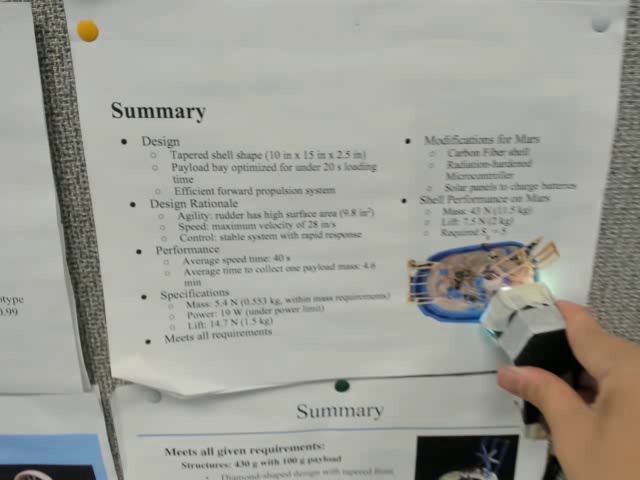 Summary
Design
Tapered shell shape (10 in x 15 in x 2.5 in)
Payload bay optimized for under 20 s loading
time
Efficient forward propulsion system
Design Rationale
Agility: rudder has high surface area (9.8 in²)
Speed: maximum velocity of 28 in/s
Control: stable system with rapid response
Performance
Average speed time: 40 s
Average time to collect one payload mass: 4.6
min
Specifications
Mass: 5.4 N (0.553 kg, within mass requirements)
Power: 19 W (under power limit)
Lift: 14.7 N (1.5 kg)
Meets all requirements
Modifications for Mars
Carbon Fiber shell
Radiation-hardened
Microcontroller
Solar panels to charge batteries
Shell Performance on Mars
Mass: 43 N (11.5 kg)
Lift: 7.5 N (2 kg)
Required S
otype
0.99
Summary
Meets all given requirements:
Structures: 430 g with 100 g payload
Diamond-shaped design with tapered front